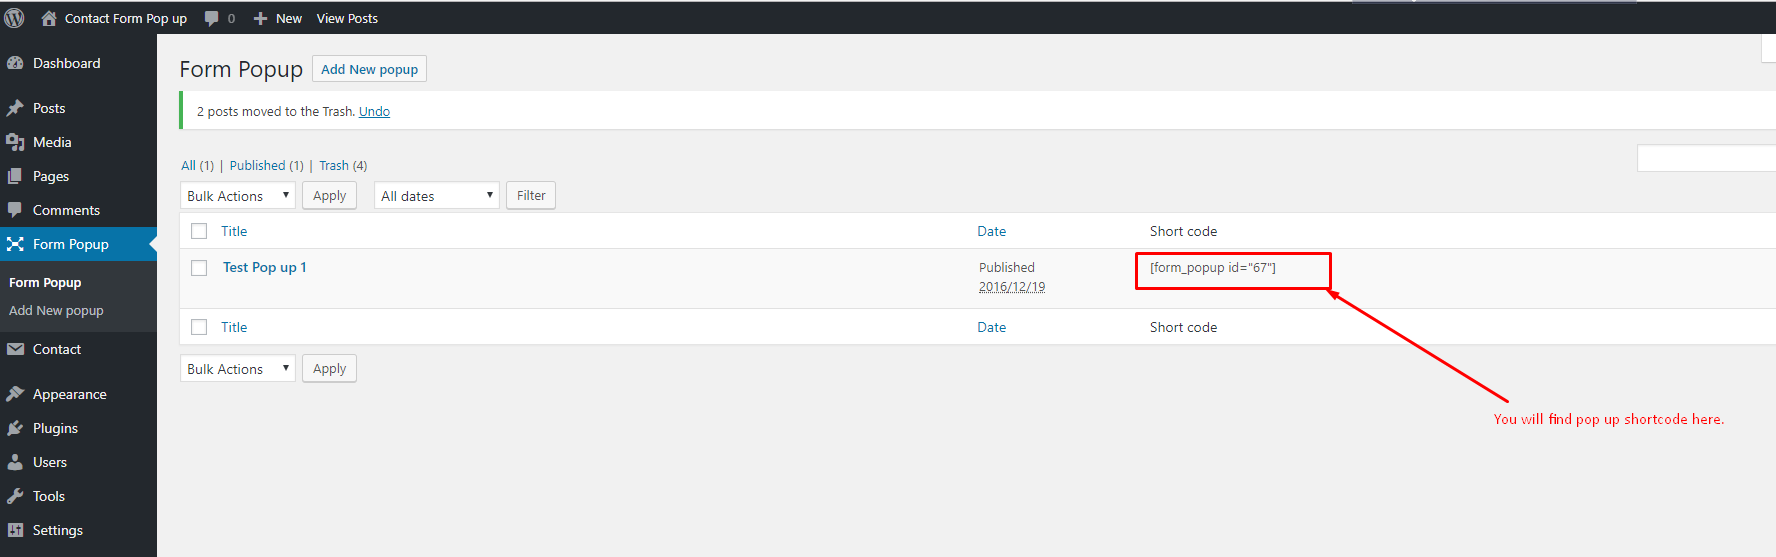 Contact Form Pop up 0 New View Posts
Dashboard
Posts
Media
Pages
Comments
Form Popup
Form Popup
Add New popup
Contact
Appearance
Plugins
Users
Tools
Settings
Form Popup Add New popup
2 posts moved to the Trash. Undo
All (1) | Published (1) | Trash (4)
Bulk Actions Apply All dates Filter
Title Date Short code
Test Pop up 1 Published [form_popup id="67"]
2016/12/19
Title Date Short code
Bulk Actions Apply
You will find pop up shortcode here.